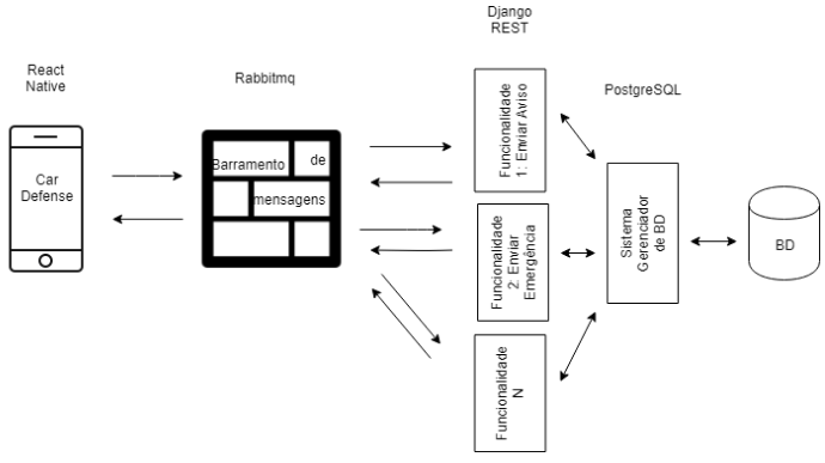 React
Native
Car
Defense
Rabbitmq
Barramento de
mensagens
Django
REST
Funcionalidade
1: Enviar Aviso
Funcionalidade
2: Enviar
Emergência
Funcionalidade
N
PostgreSQL
Sistema
Gerenciador
de BD
BD